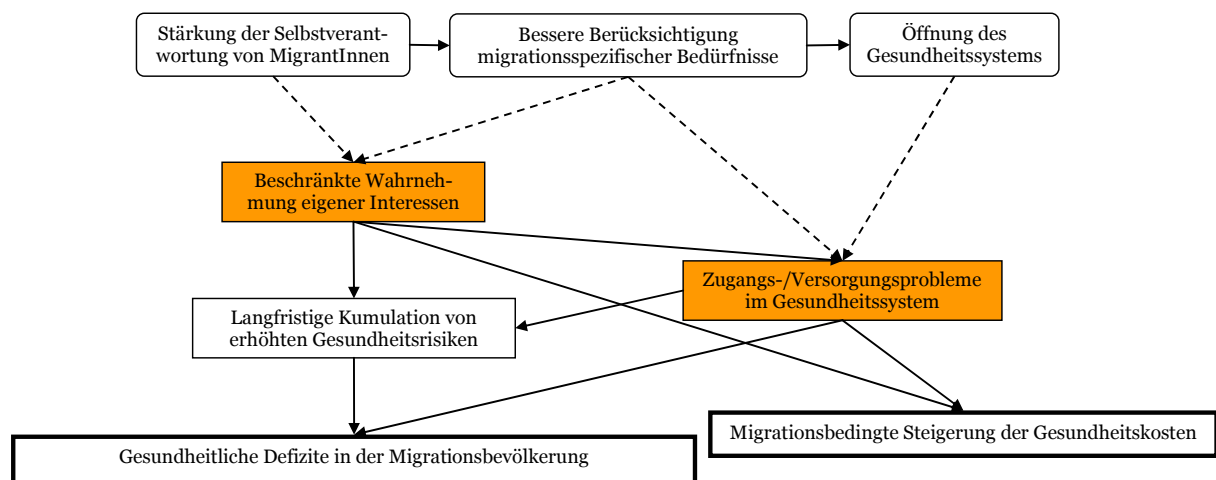 Stärkung der Selbstverant-
wortung von MigrantInnen
Bessere Berücksichtigung
migrationsspezifischer Bedürfnisse
Öffnung des
Gesundheitssystems
Beschränkte Wahrneh-
mung eigener Interessen
Zugangs-/Versorgungsprobleme
im Gesundheitssystem
Langfristige Kumulation von
erhöhten Gesundheitsrisiken
Migrationsbedingte Steigerung der Gesundheitskosten
Gesundheitliche Defizite in der Migrationsbevölkerung